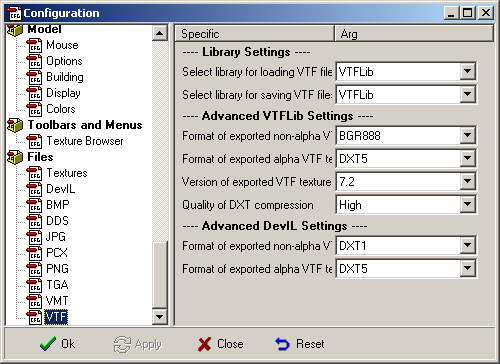 Configuration
Model
Mouse
Options
Building
Display
Colors
Toolbars and Menus
Texture Browser
Files
Textures
DevIL
BMP
DDS
JPG
PCX
PNG
TGA
VMT
VTF
Specific Arg
---- Library Settings ----
Select library for loading VTF file VTFLib
Select library for saving VTF file: VTFLib
---- Advanced VTFLib Settings ----
Format of exported non-alpha V BGR888
Format of exported alpha VTF te DXT5
Version of exported VTF texture 7.2
Quality of DXT compression High
---- Advanced DevIL Settings ----
Format of exported non-alpha V DXT1
Format of exported alpha VTF te DXT5
Ok Apply Close Reset